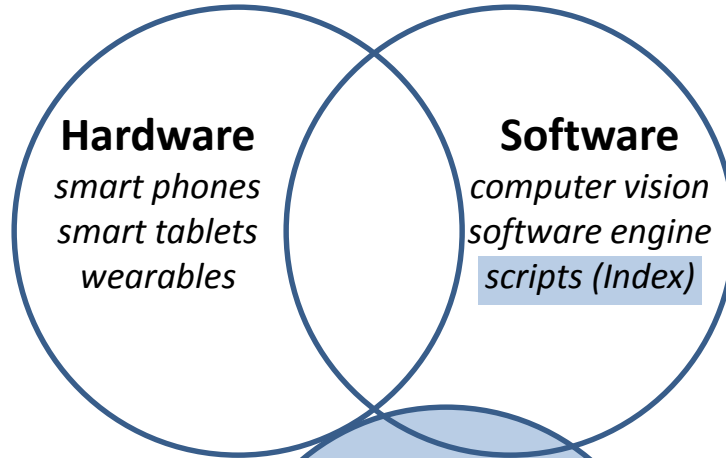 Hardware
smart phones
smart tablets
wearables
Software
computer vision
software engine
scripts (Index)